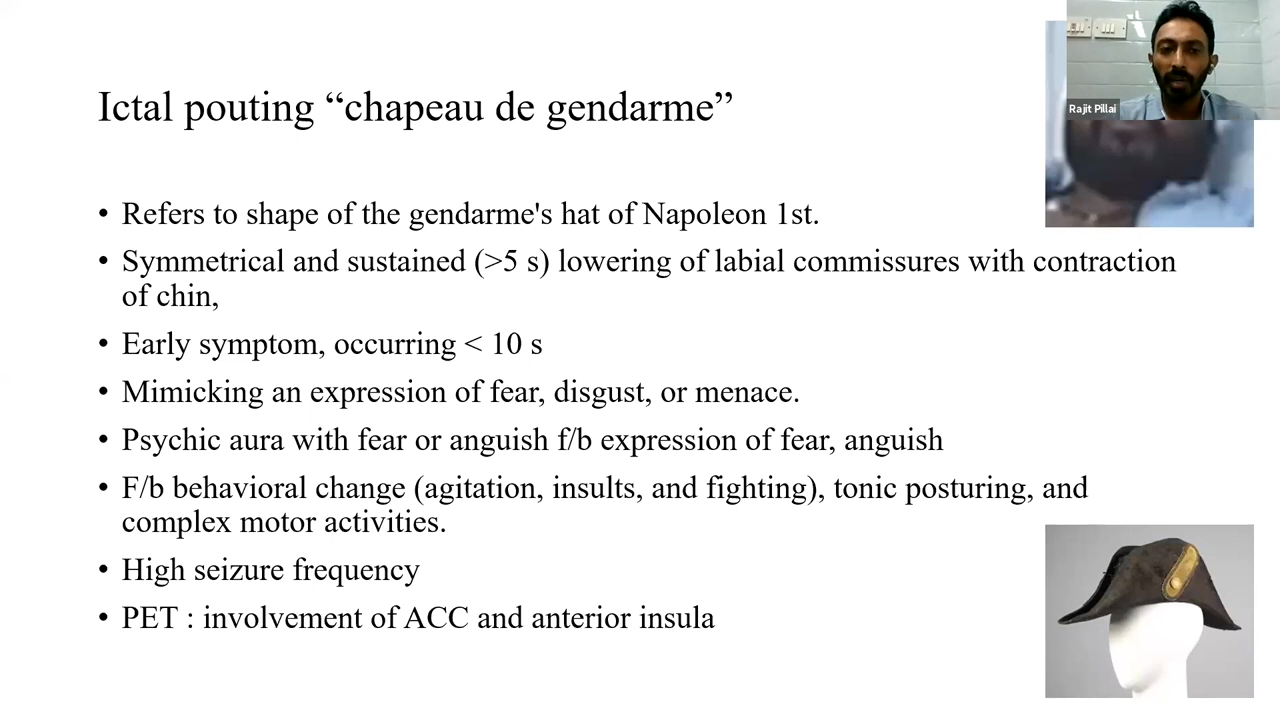 Rajit Pillai
Ictal pouting “chapeau de gendarme”
• Refers to shape of the gendarme's hat of Napoleon 1st.
• Symmetrical and sustained (>5 s) lowering of labial commissures with contraction
of chin,
• Early symptom, occurring < 10 s
• Mimicking an expression of fear, disgust, or menace.
• Psychic aura with fear or anguish f/b expression of fear, anguish
• F/b behavioral change (agitation, insults, and fighting), tonic posturing, and
complex motor activities.
• High seizure frequency
• PET : involvement of ACC and anterior insula